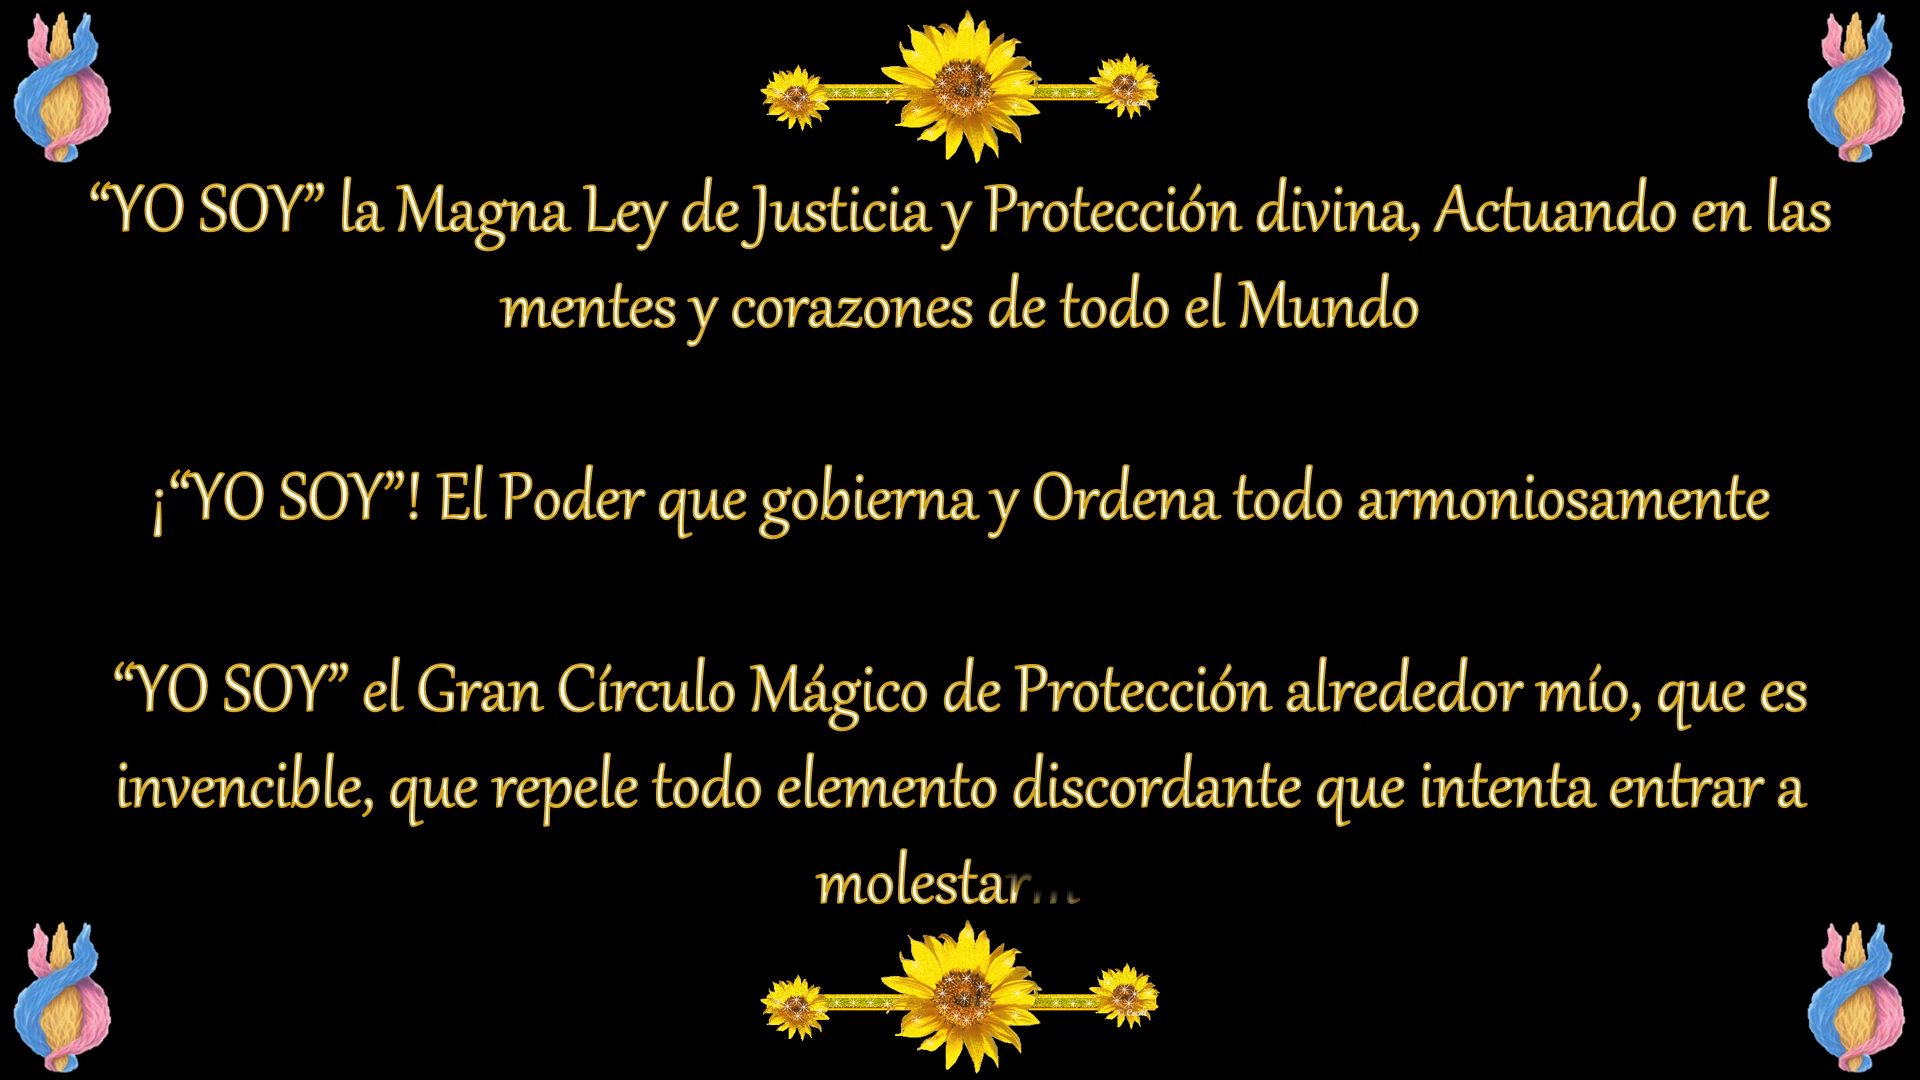 “YO SOY” la Magna Ley de Justicia y Protección divina, Actuando en las
mentes y corazones de todo el Mundo
¡“YO SOY”! El Poder que gobierna y Ordena todo armoniosamente
“YO SOY” el Gran Círculo Mágico de Protección alrededor mío, que es
invencible, que repele todo elemento discordante que intenta entrar a
molestar